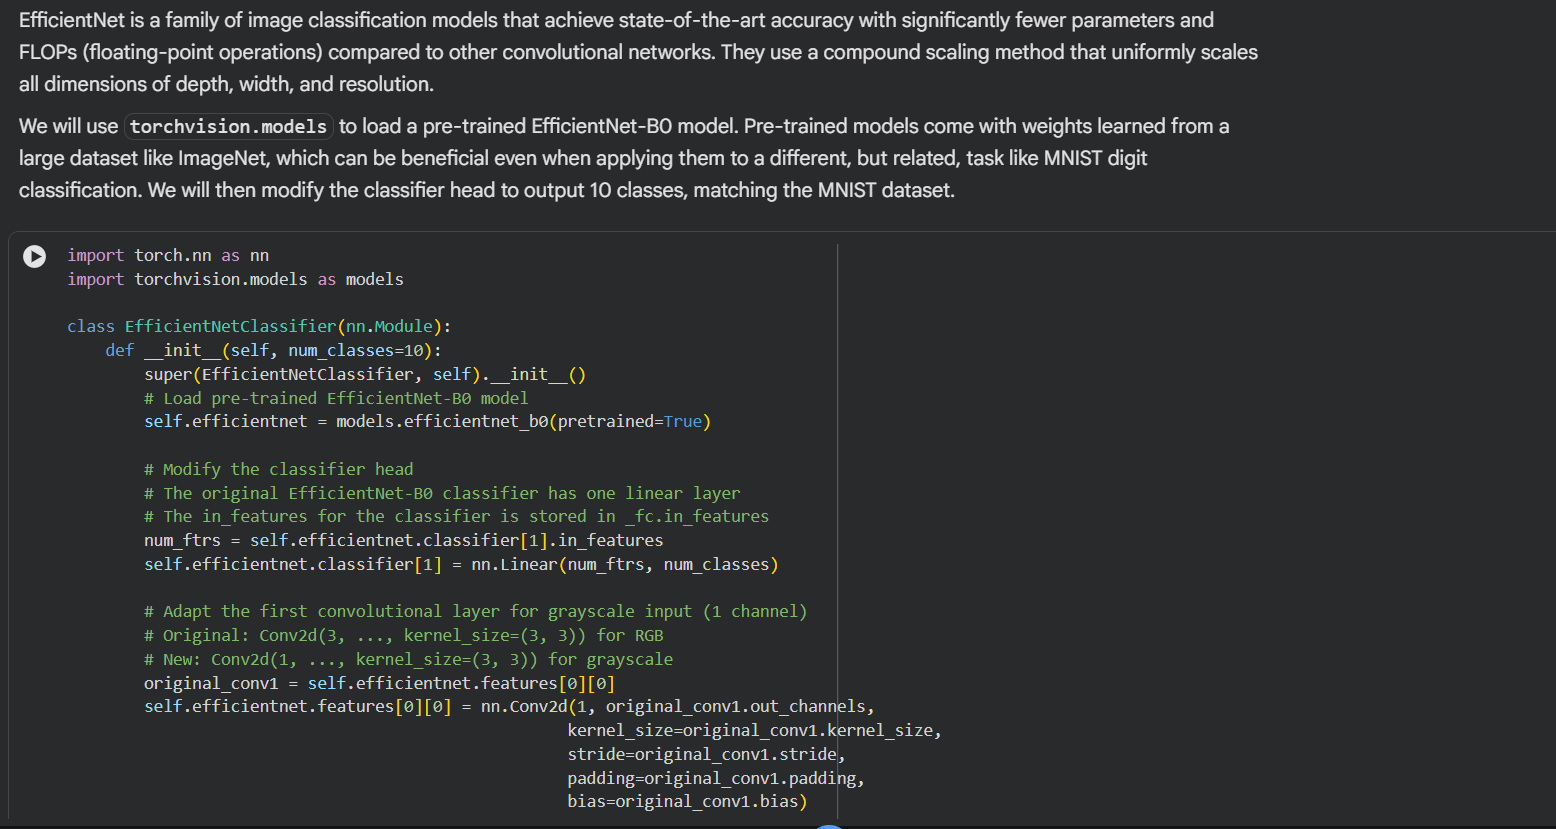 EfficientNet is a family of image classification models that achieve state-of-the-art accuracy with significantly fewer parameters and
FLOPs (floating-point operations) compared to other convolutional networks. They use a compound scaling method that uniformly scales
all dimensions of depth, width, and resolution.
We will use torchvision.models to load a pre-trained EfficientNet-B0 model. Pre-trained models come with weights learned from a
large dataset like ImageNet, which can be beneficial even when applying them to a different, but related, task like MNIST digit
classification. We will then modify the classifier head to output 10 classes, matching the MNIST dataset.
import torch.nn as nn
import torchvision.models as models
class EfficientNetClassifier(nn.Module):
    def __init__(self, num_classes=10):
        super(EfficientNetClassifier, self).__init__()
        # Load pre-trained EfficientNet-B0 model
        self.efficientnet = models.efficientnet_b0(pretrained=True)
        # Modify the classifier head
        # The original EfficientNet-B0 classifier has one linear layer
        # The in_features for the classifier is stored in _fc.in_features
        num_ftrs = self.efficientnet.classifier[1].in_features
        self.efficientnet.classifier[1] = nn.Linear(num_ftrs, num_classes)
        # Adapt the first convolutional layer for grayscale input (1 channel)
        # Original: Conv2d(3, ..., kernel_size=(3, 3)) for RGB
        # New: Conv2d(1, ..., kernel_size=(3, 3)) for grayscale
        original_conv1 = self.efficientnet.features[0][0]
        self.efficientnet.features[0][0] = nn.Conv2d(1, original_conv1.out_channels,
                                                    kernel_size=original_conv1.kernel_size,
                                                    stride=original_conv1.stride,
                                                    padding=original_conv1.padding,
                                                    bias=original_conv1.bias)